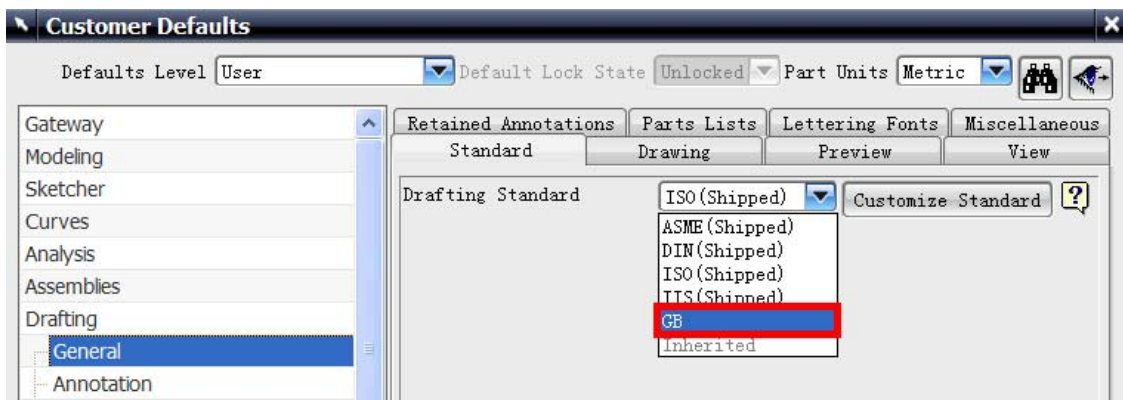 Customer Defaults
Defaults Level User Default Lock State Unlocked Part Units Metric
Gateway
Modeling
Sketcher
Curves
Analysis
Assemblies
Drafting
General
Annotation
Retained Annotations Parts Lists Lettering Fonts Miscellaneous
Standard Drawing Preview View
Drafting Standard ISO(Shipped) Customize Standard
ASME(Shipped)
DIN(Shipped)
ISO(Shipped)
JIS(Shipped)
GB
Inherited